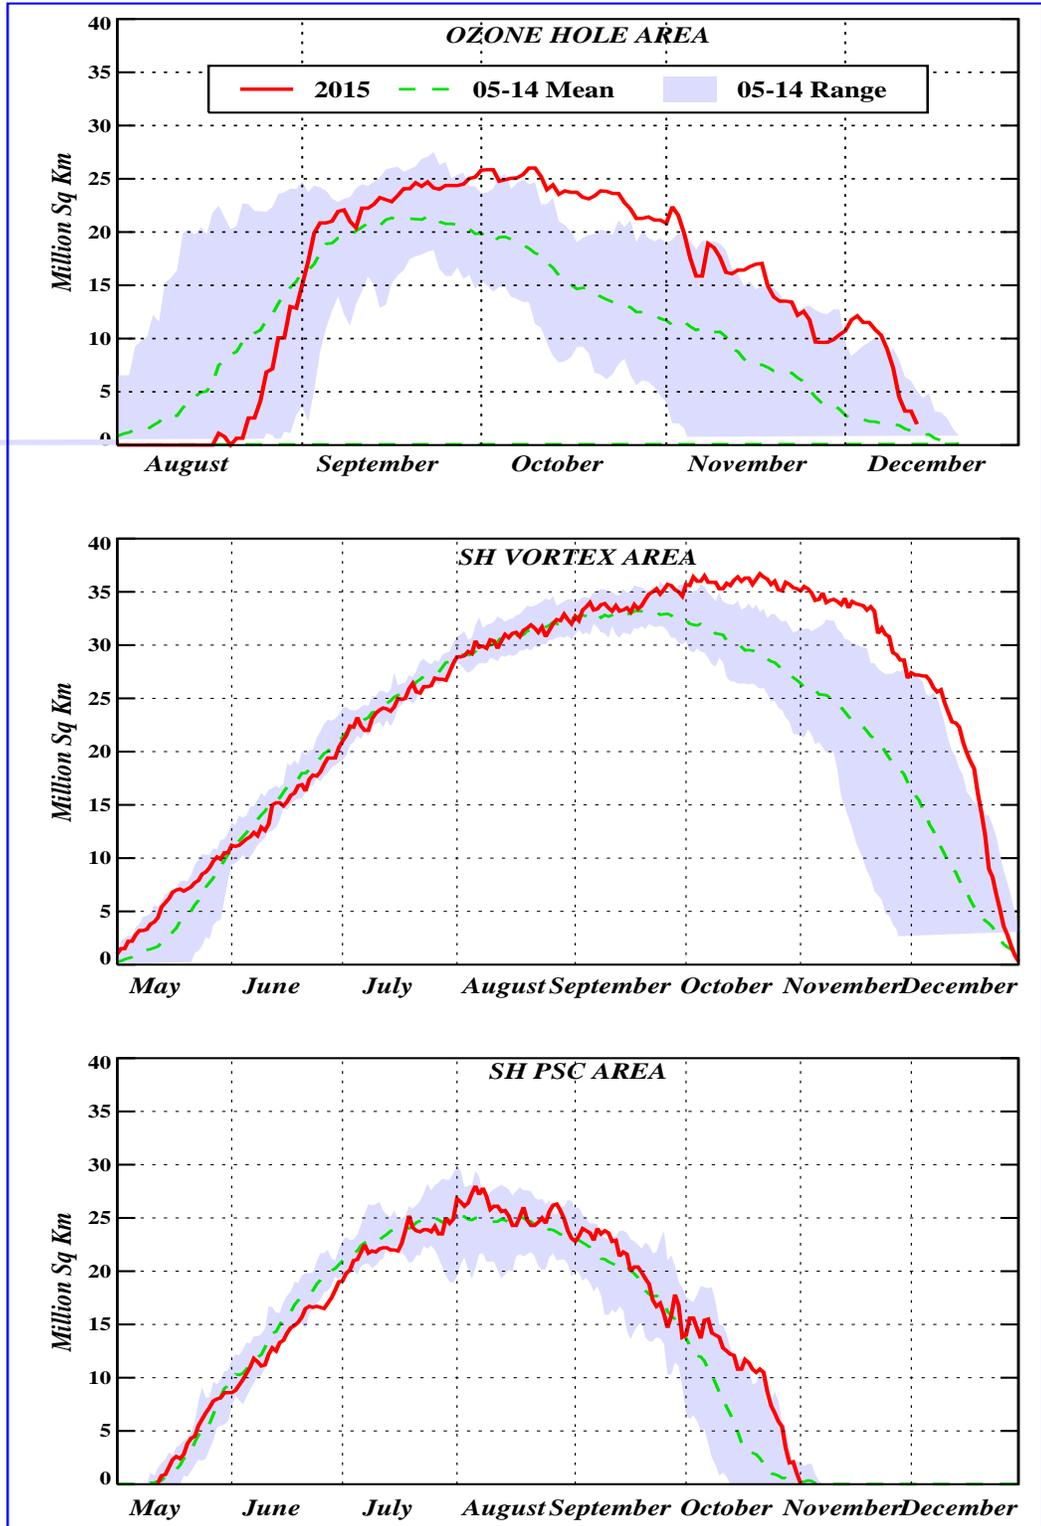 OZONE HOLE AREA
2015 05-14 Mean 05-14 Range
Million Sq Km
40
35
30
25
20
15
10
5
0
August September October November December
SH VORTEX AREA
Million Sq Km
40
35
30
25
20
15
10
5
0
May June July August September October November December
SH PSC AREA
Million Sq Km
40
35
30
25
20
15
10
5
0
May June July August September October November December